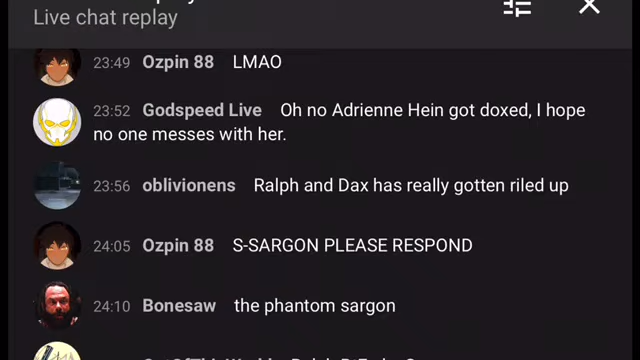 Live chat replay
23:49 Ozpin 88 LMAO
23:52 Godspeed Live Oh no Adrienne Hein got doxed, I hope
no one messes with her.
23:56 oblivionens Ralph and Dax has really gotten riled up
24:05 Ozpin 88 S-SARGON PLEASE RESPOND
24:10 Bonesaw the phantom sargon